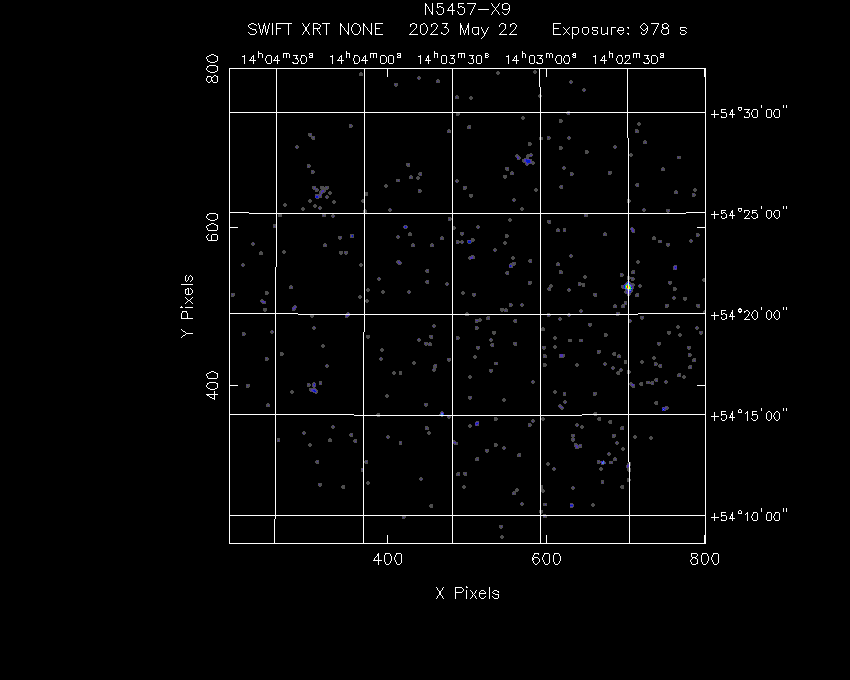 N5457-X9
SWIFT XRT NONE 2023 May 22 Exposure: 978 s
14ʰ04ᵐ30ˢ 14ʰ04ᵐ00ˢ 14ʰ03ᵐ30ˢ 14ʰ03ᵐ00ˢ 14ʰ02ᵐ30ˢ
800
+54°30'00"
+54°25'00"
600
+54°20'00"
Y Pixels
400
+54°15'00"
+54°10'00"
400 600 800
X Pixels